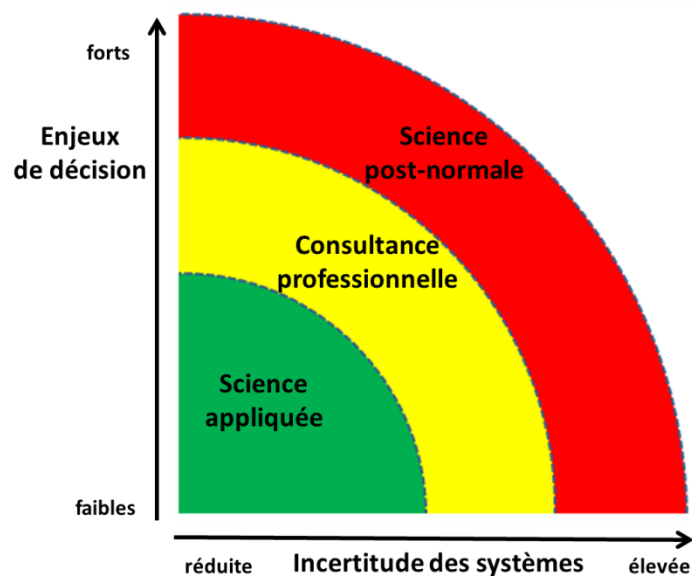 forts
Enjeux
de décision
Science
post-normale
Consultance
professionnelle
Science
appliquée
faibles
réduite
Incertitude des systèmes
élevée